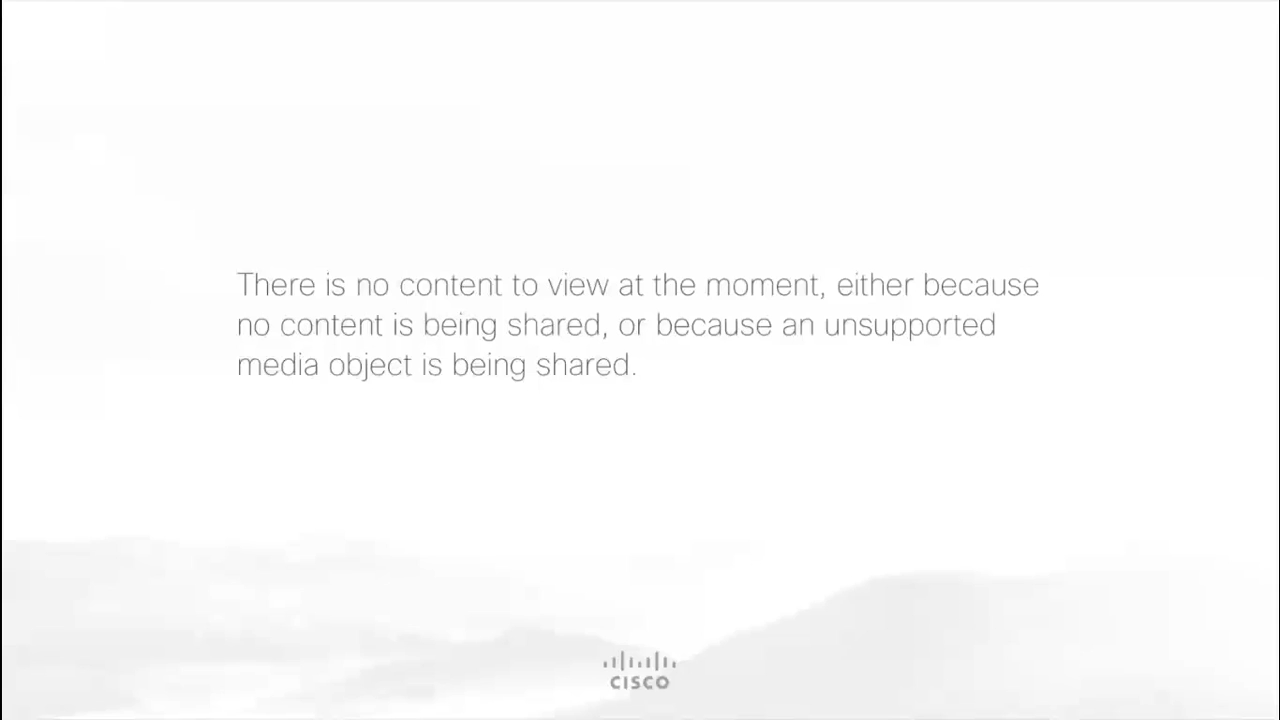 There is no content to view at the moment, either because
no content is being shared, or because an unsupported
media object is being shared.
CISCO